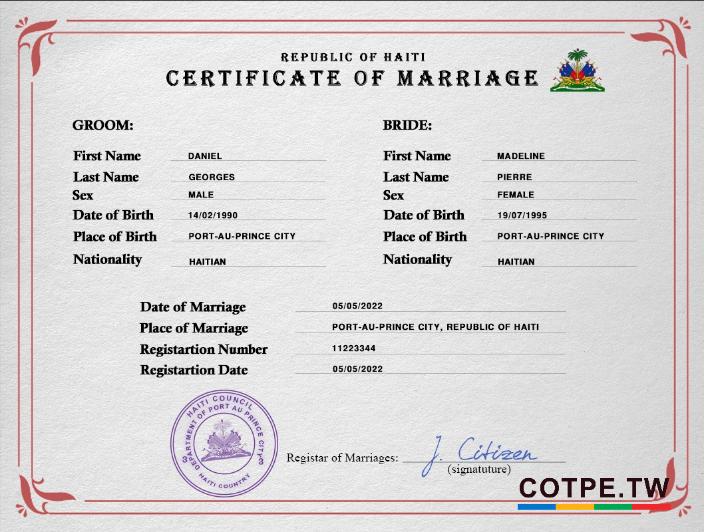 REPUBLIC OF HAITI
CERTIFICATE OF MARRIAGE
GROOM:
First Name DANIEL
Last Name GEORGES
Sex MALE
Date of Birth 14/02/1990
Place of Birth PORT-AU-PRINCE CITY
Nationality HAITIAN
BRIDE:
First Name MADELINE
Last Name PIERRE
Sex FEMALE
Date of Birth 19/07/1995
Place of Birth PORT-AU-PRINCE CITY
Nationality HAITIAN
Date of Marriage 05/05/2022
Place of Marriage PORT-AU-PRINCE CITY, REPUBLIC OF HAITI
Registartion Number 11223344
Registartion Date 05/05/2022
HAITI COUNCIL
DEPARTMENT OF PORT AU PRINCE CITY
HAITI COUNTRY
Registar of Marriages: J. Citizen
(signatuture)
COTPE.TW